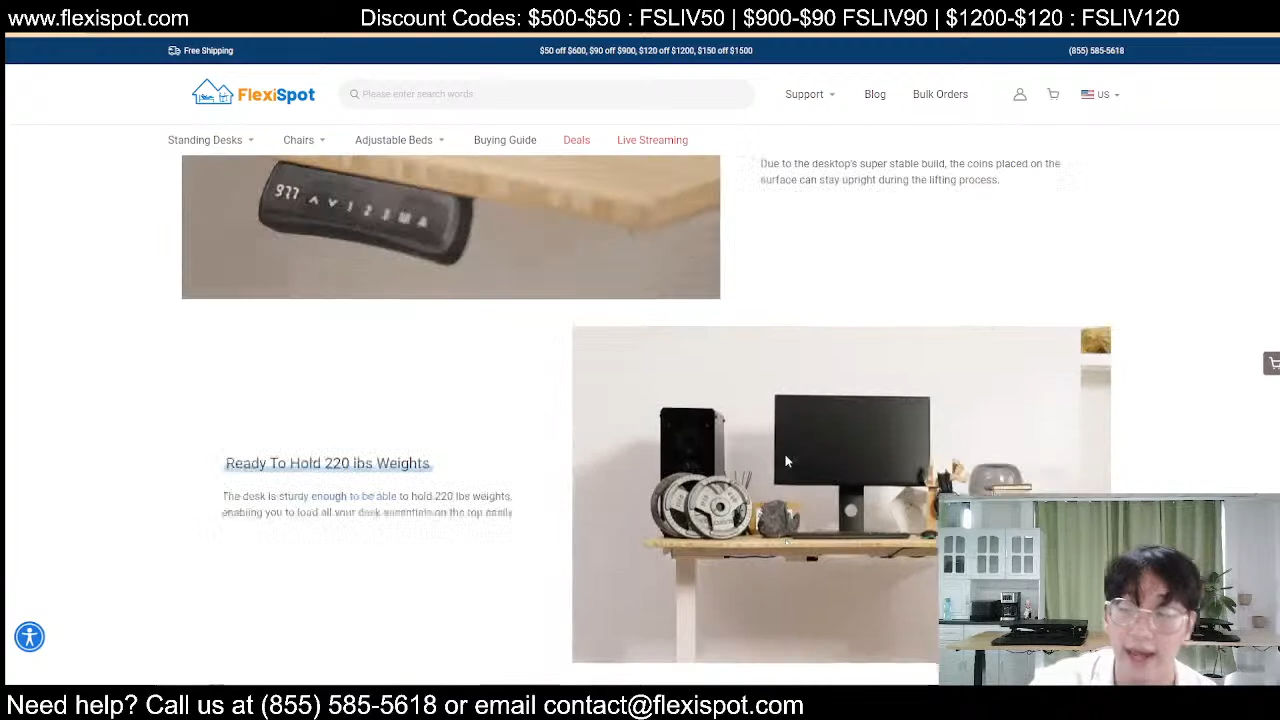 www.flexispot.com
Discount Codes: $500-$50 : FSLIV50 | $900-$90 FSLIV90 | $1200-$120 : FSLIV120
Free Shipping
$50 off $600, $90 off $900, $120 off $1200, $150 off $1500
(855) 585-5618
FlexiSpot
Please enter search words
Support
Blog
Bulk Orders
US
Standing Desks
Chairs
Adjustable Beds
Buying Guide
Deals
Live Streaming
Due to the desktop's super stable build, the coins placed on the
surface can stay upright during the lifting process.
977 1 2 3 M A
Ready To Hold 220 ibs Weights
The desk is sturdy enough to be able to hold 220 lbs weights,
enabling you to load all your desk essentials on the top easily
Need help? Call us at (855) 585-5618 or email contact@flexispot.com